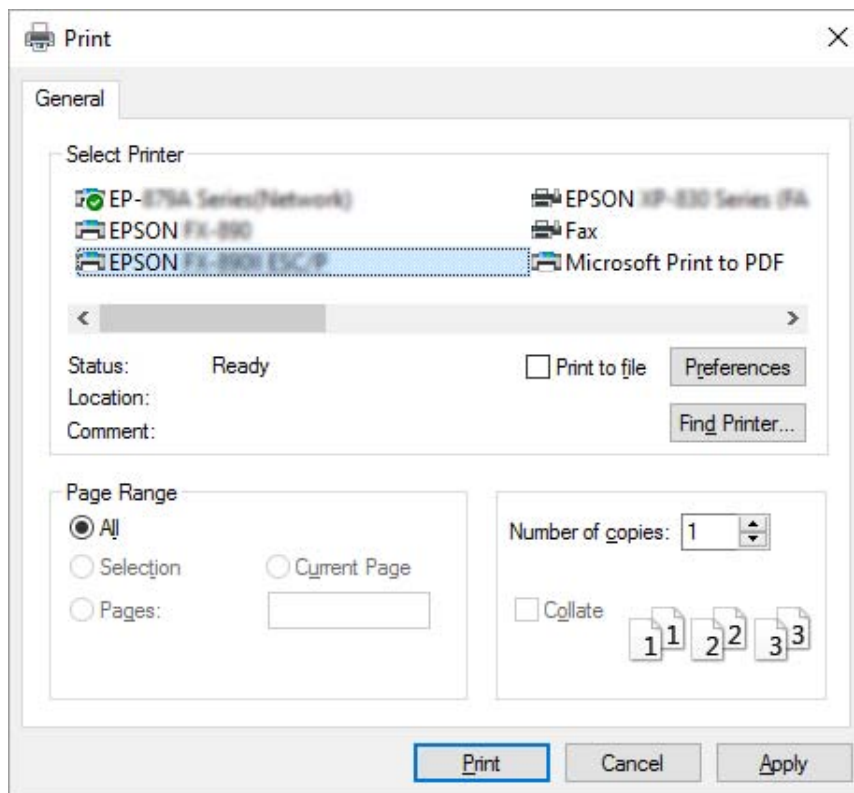 Print
General
Select Printer
EP-
EPSON
EPSON
EPSON
Fax
Microsoft Print to PDF
Status: Ready
Location:
Comment:
Print to file
Preferences
Find Printer...
Page Range
All
Selection
Current Page
Pages:
Number of copies: 1
Collate
1 1 2 2 3 3
Print
Cancel
Apply